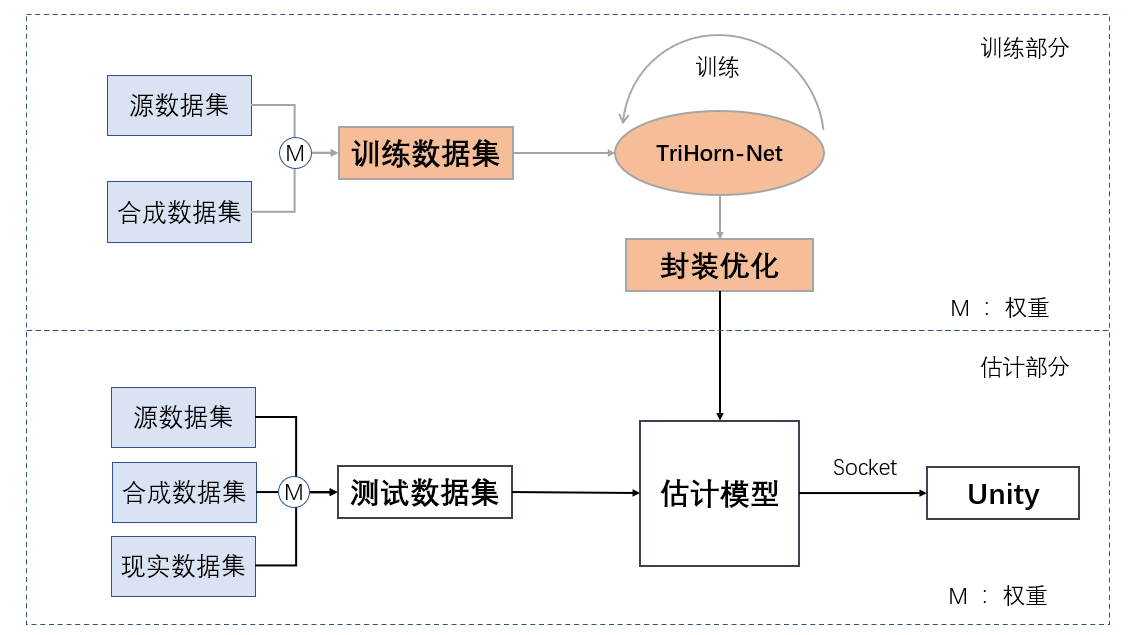 训练部分
训练
源数据集
M
训练数据集
TriHorn-Net
合成数据集
封装优化
M ： 权重
估计部分
源数据集
合成数据集
M
测试数据集
估计模型
Socket
Unity
现实数据集
M ： 权重